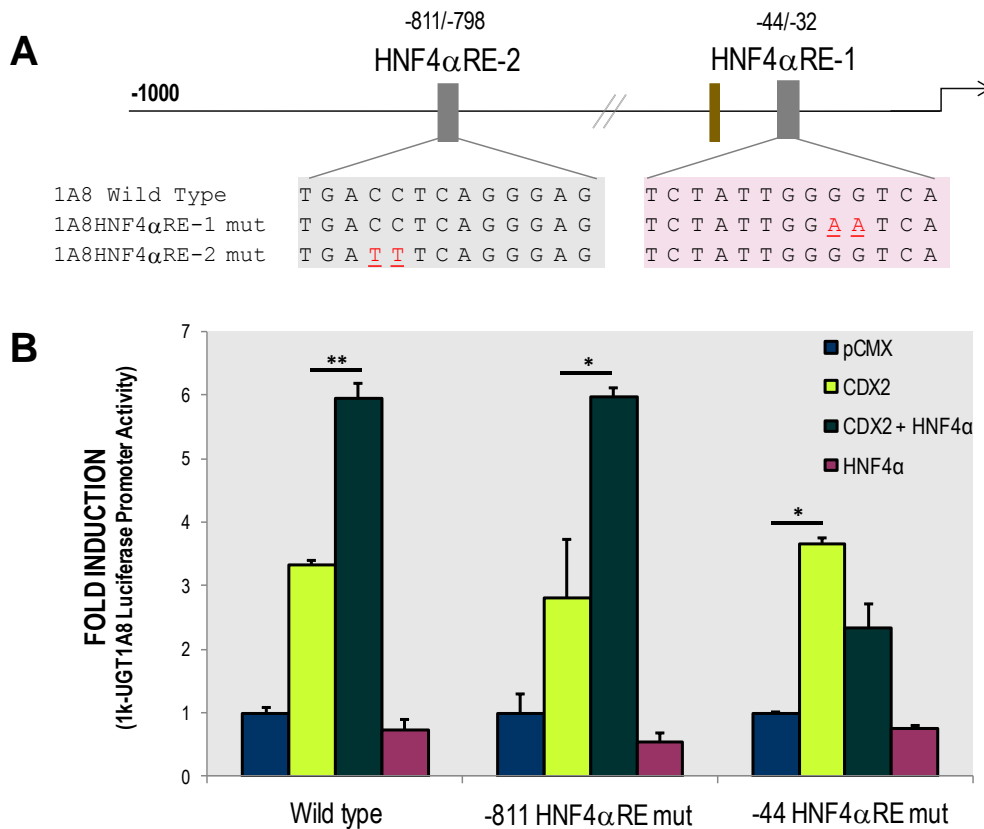 A
-811/-798 -44/-32
HNF4αRE-2 HNF4αRE-1
-1000
1A8 Wild Type T G A C C T C A G G G A G T C T A T T G G G G T C A
1A8HNF4αRE-1 mut T G A C C T C A G G G A G T C T A T T G G A A T C A
1A8HNF4αRE-2 mut T G A T T T C A G G G A G T C T A T T G G G G T C A
B
FOLD INDUCTION
(1k-UGT1A8 Luciferase Promoter Activity)
7
6
5
4
3
2
1
0
**
*
*
pCMX
CDX2
CDX2 + HNF4α
HNF4α
Wild type -811 HNF4αRE mut -44 HNF4αRE mut